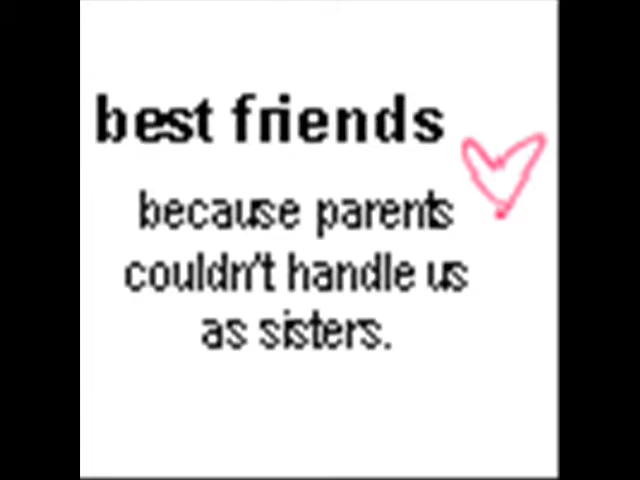 best friends
because parents
couldn't handle us
as sisters.